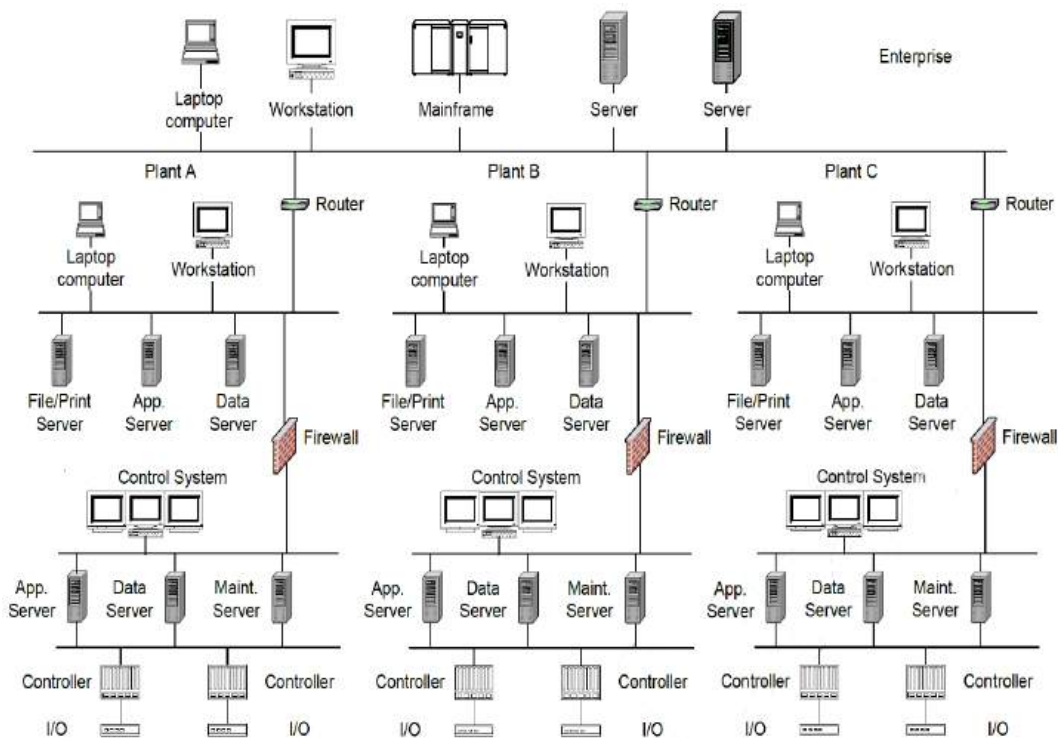 Enterprise
Laptop
computer
Workstation
Mainframe
Server
Server
Plant A
Plant B
Plant C
Router
Router
Router
Laptop
computer
Workstation
Laptop
computer
Workstation
Laptop
computer
Workstation
File/Print
Server
App.
Server
Data
Server
File/Print
Server
App.
Server
Data
Server
File/Print
Server
App.
Server
Data
Server
Firewall
Firewall
Firewall
Control System
Control System
Control System
App.
Server
Data
Server
Maint.
Server
App.
Server
Data
Server
Maint.
Server
App.
Server
Data
Server
Maint.
Server
Controller
Controller
Controller
Controller
Controller
Controller
I/O
I/O
I/O
I/O
I/O
I/O